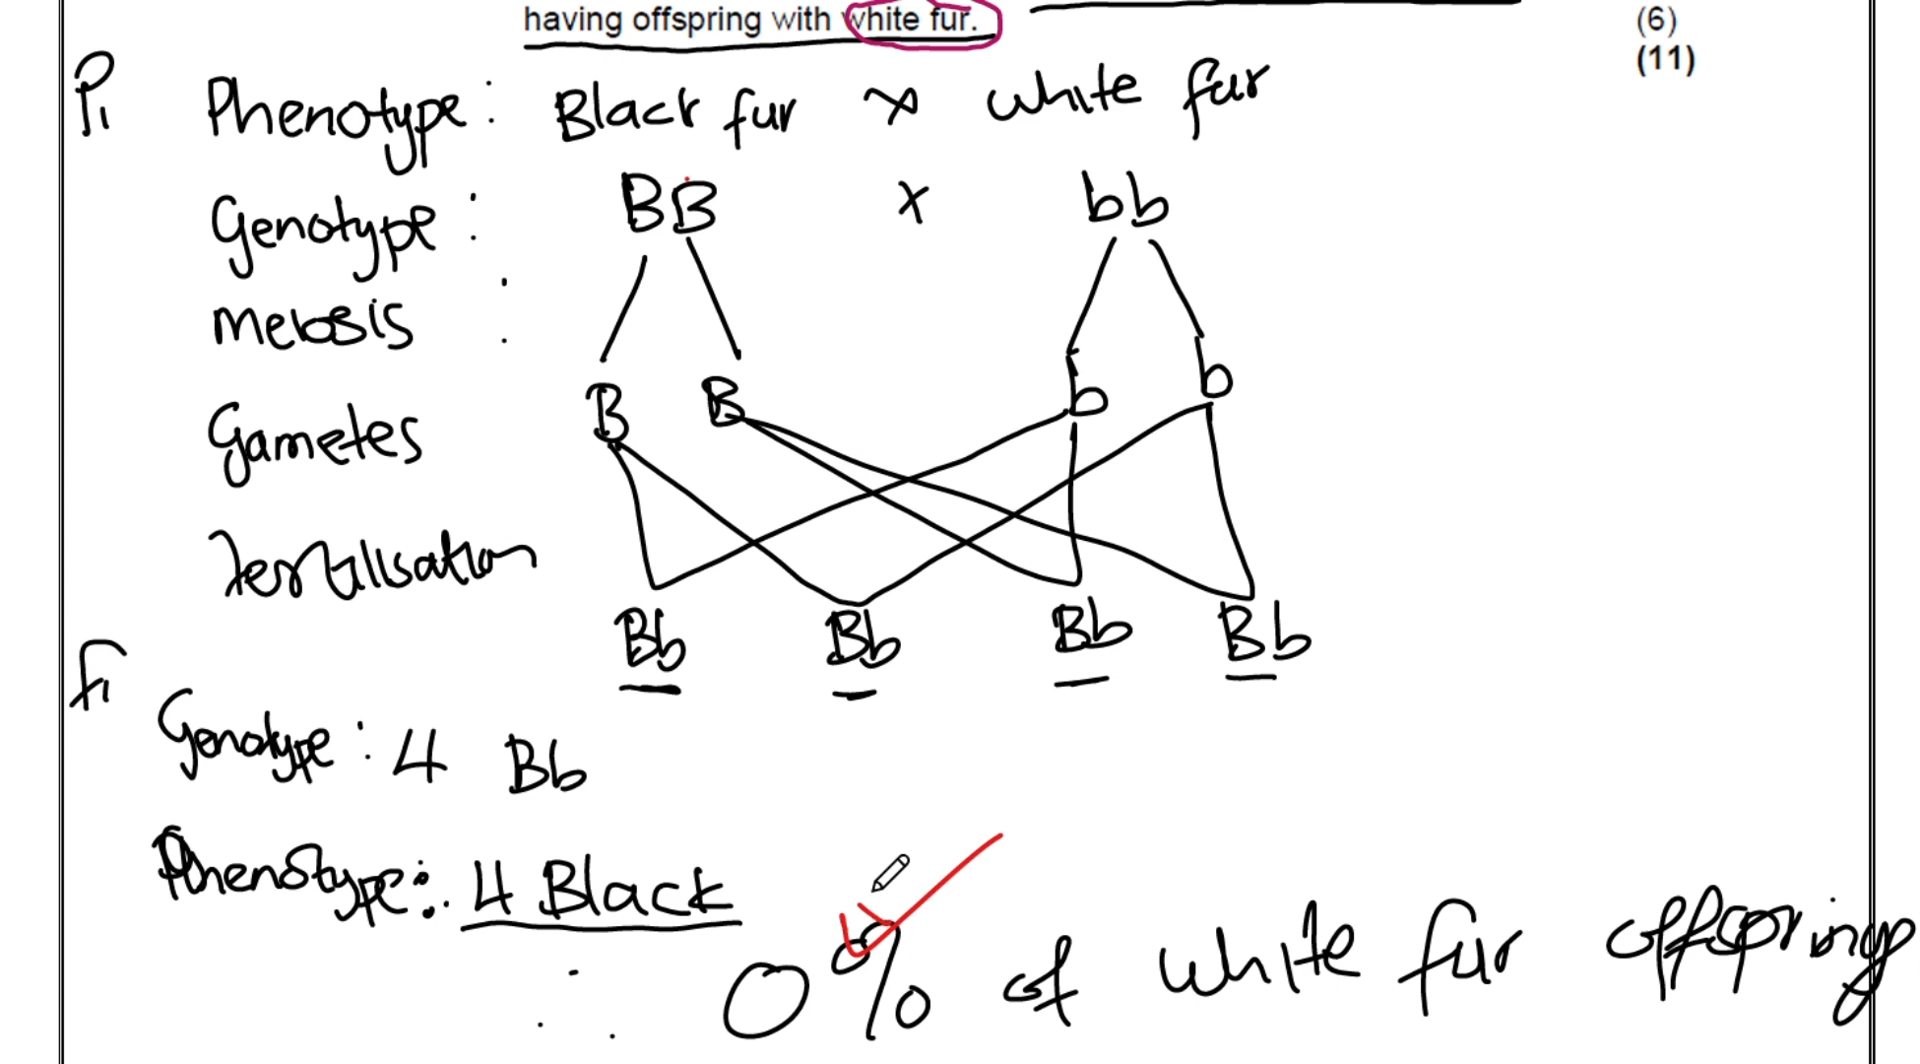 having offspring with white fur. (6)
(11)
P1 Phenotype: Black fur x white fur
Genotype: BB x bb
Meiosis :
Gametes B B b b
Fertilisation
Bb Bb Bb Bb
F1
Genotype: 4 Bb
Phenotype: 4 Black
∴ 0% of white fur offsprings